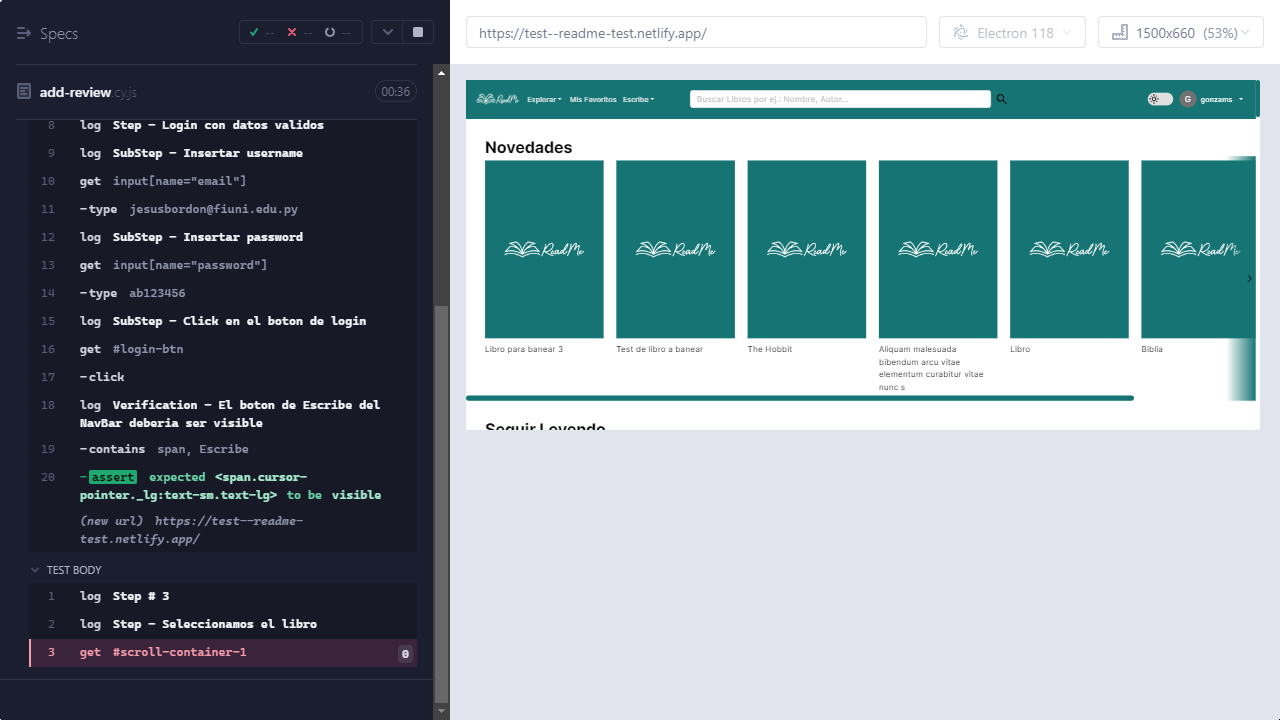 Specs
-- -- --
add-review.cy.js
00:36
8 log Step - Login con datos validos
9 log SubStep - Insertar username
10 get input[name="email"]
11 -type jesusbordon@fiuni.edu.py
12 log SubStep - Insertar password
13 get input[name="password"]
14 -type ab123456
15 log SubStep - Click en el boton de login
16 get #login-btn
17 -click
18 log Verification - El boton de Escribe del
NavBar deberia ser visible
19 -contains span, Escribe
20 -assert expected <span.cursor-
pointer._lg:text-sm.text-lg> to be visible
(new url) https://test--readme-
test.netlify.app/
TEST BODY
1 log Step # 3
2 log Step - Seleccionamos el libro
3 get #scroll-container-1 0
https://test--readme-test.netlify.app/
Electron 118
1500x660 (53%)
ReadMe
Explorar
Mis Favoritos
Escribe
Buscar Libros por ej.: Nombre, Autor...
G
gonzams
Novedades
ReadMe
ReadMe
ReadMe
ReadMe
ReadMe
ReadMe
Libro para banear 3
Test de libro a banear
The Hobbit
Aliquam malesuada
bibendum arcu vitae
elementum curabitur vitae
nunc s
Libro
Biblia
Seguir Leyendo